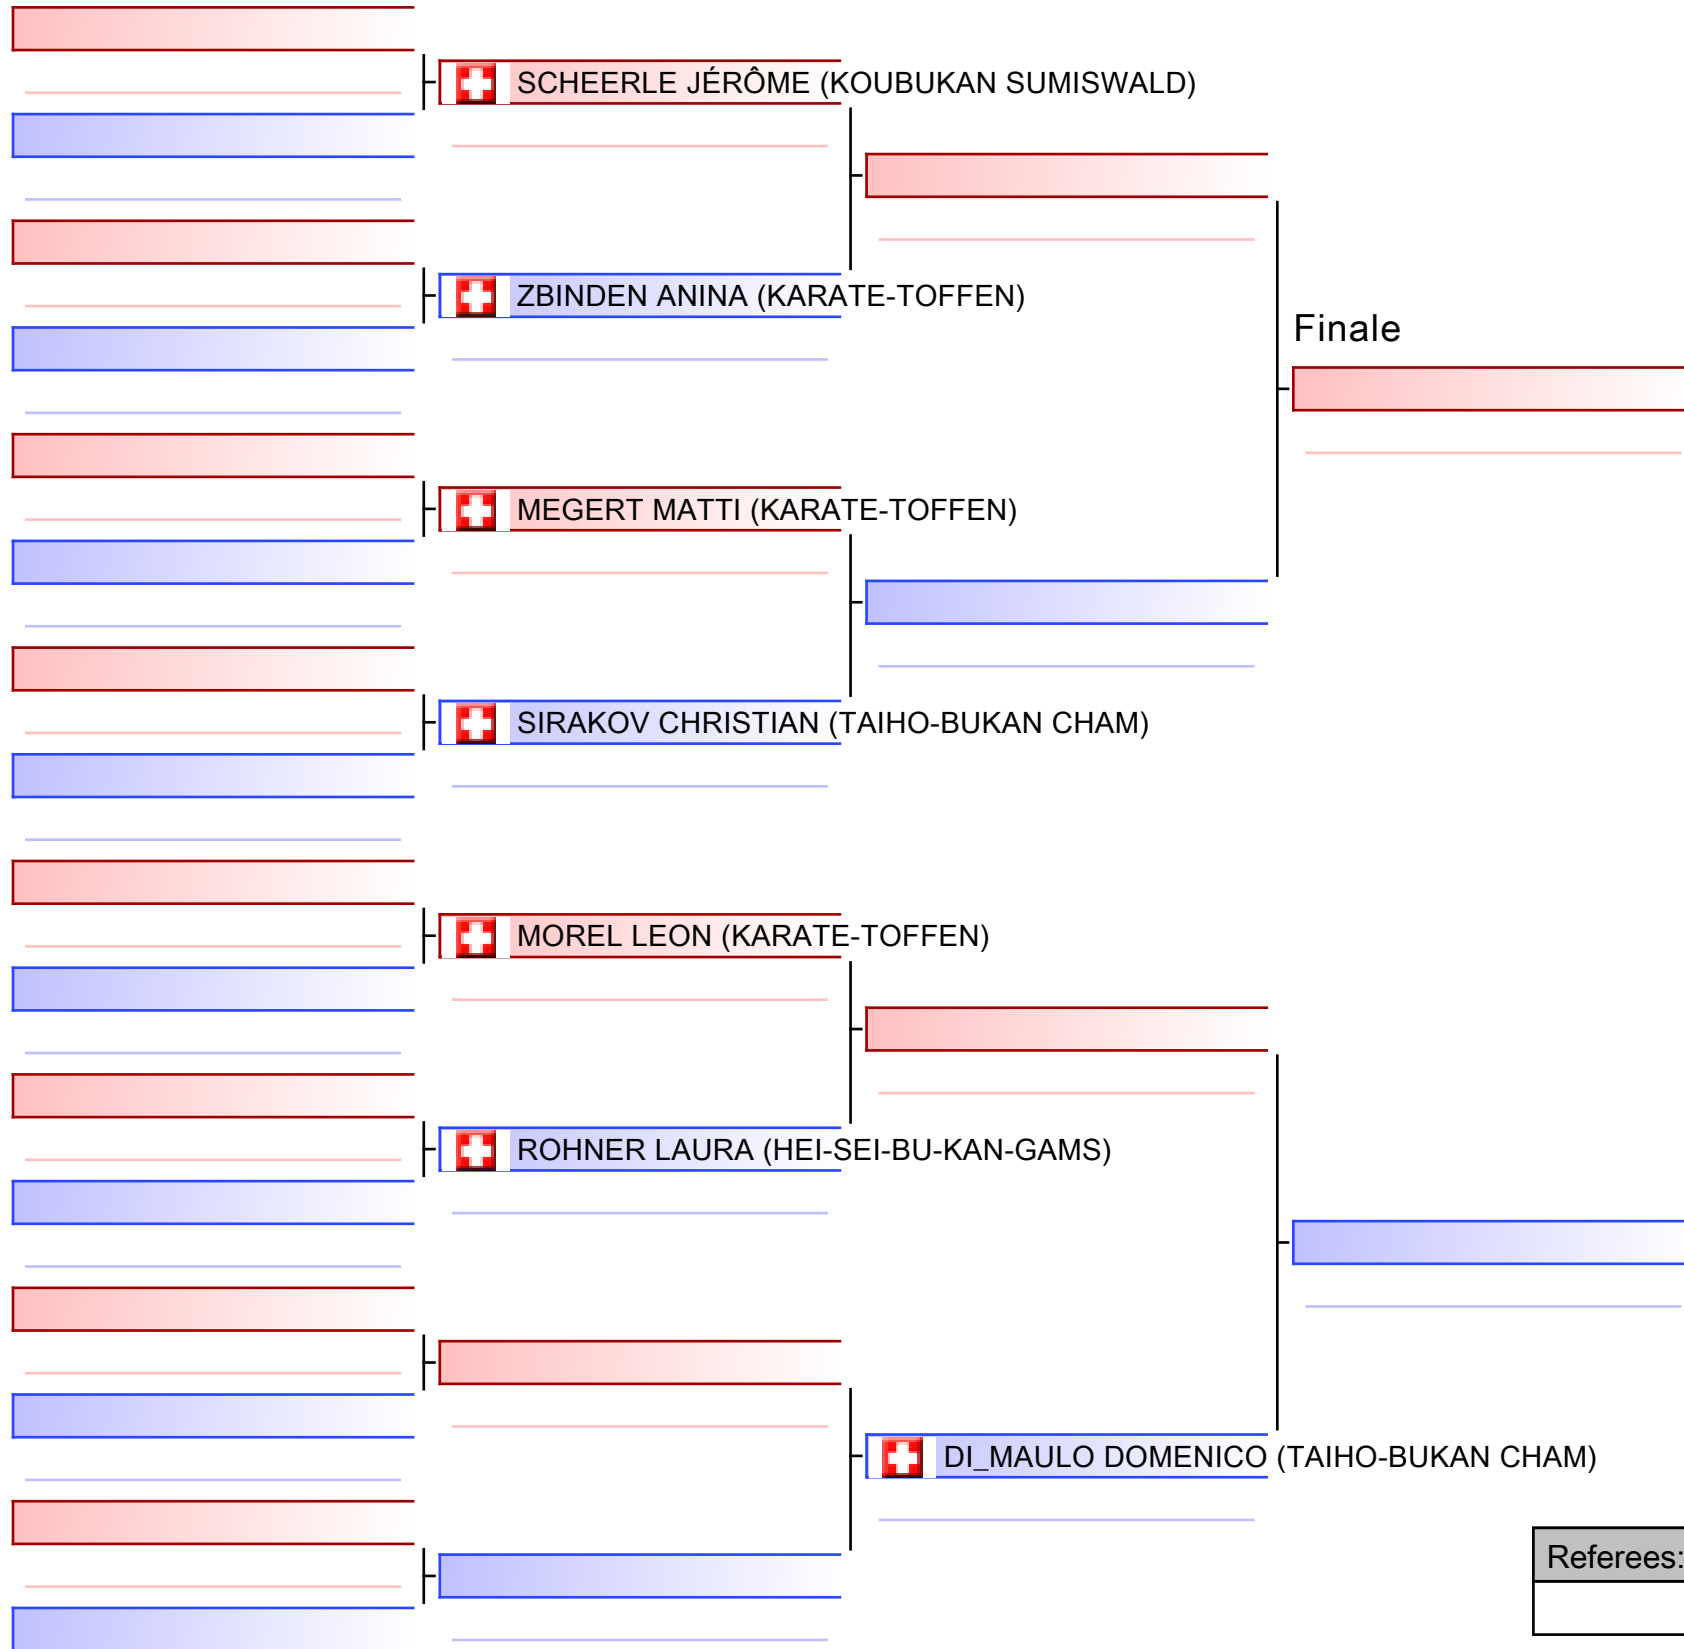 SCHEERLE JÉRÔME (KOUBUKAN SUMISWALD)
ZBINDEN ANINA (KARATE-TOFFEN)
Finale
MEGERT MATTI (KARATE-TOFFEN)
SIRAKOV CHRISTIAN (TAIHO-BUKAN CHAM)
MOREL LEON (KARATE-TOFFEN)
ROHNER LAURA (HEI-SEI-BU-KAN-GAMS)
DI_MAULO DOMENICO (TAIHO-BUKAN CHAM)
Referees: